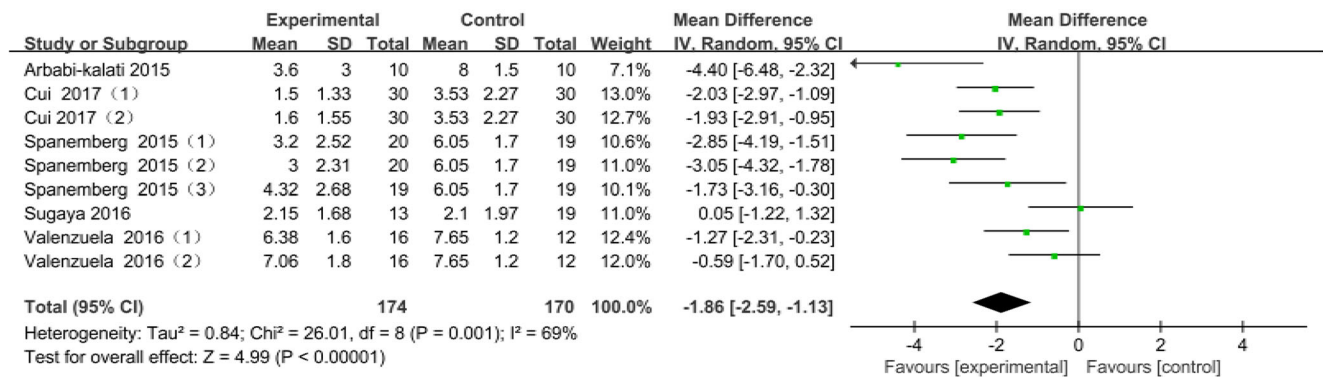 Experimental Control Mean Difference Mean Difference
Study or Subgroup Mean SD Total Mean SD Total Weight IV. Random. 95% CI IV. Random. 95% CI
Arbabi-kalati 2015 3.6 3 10 8 1.5 10 7.1% -4.40 [-6.48, -2.32]
Cui 2017（1） 1.5 1.33 30 3.53 2.27 30 13.0% -2.03 [-2.97, -1.09]
Cui 2017（2） 1.6 1.55 30 3.53 2.27 30 12.7% -1.93 [-2.91, -0.95]
Spanemberg 2015（1） 3.2 2.52 20 6.05 1.7 19 10.6% -2.85 [-4.19, -1.51]
Spanemberg 2015（2） 3 2.31 20 6.05 1.7 19 11.0% -3.05 [-4.32, -1.78]
Spanemberg 2015（3） 4.32 2.68 19 6.05 1.7 19 10.1% -1.73 [-3.16, -0.30]
Sugaya 2016 2.15 1.68 13 2.1 1.97 19 11.0% 0.05 [-1.22, 1.32]
Valenzuela 2016（1） 6.38 1.6 16 7.65 1.2 12 12.4% -1.27 [-2.31, -0.23]
Valenzuela 2016（2） 7.06 1.8 16 7.65 1.2 12 12.0% -0.59 [-1.70, 0.52]
Total (95% CI) 174 170 100.0% -1.86 [-2.59, -1.13]
Heterogeneity: Tau² = 0.84; Chi² = 26.01, df = 8 (P = 0.001); I² = 69%
Test for overall effect: Z = 4.99 (P < 0.00001)
-4 -2 0 2 4
Favours [experimental] Favours [control]